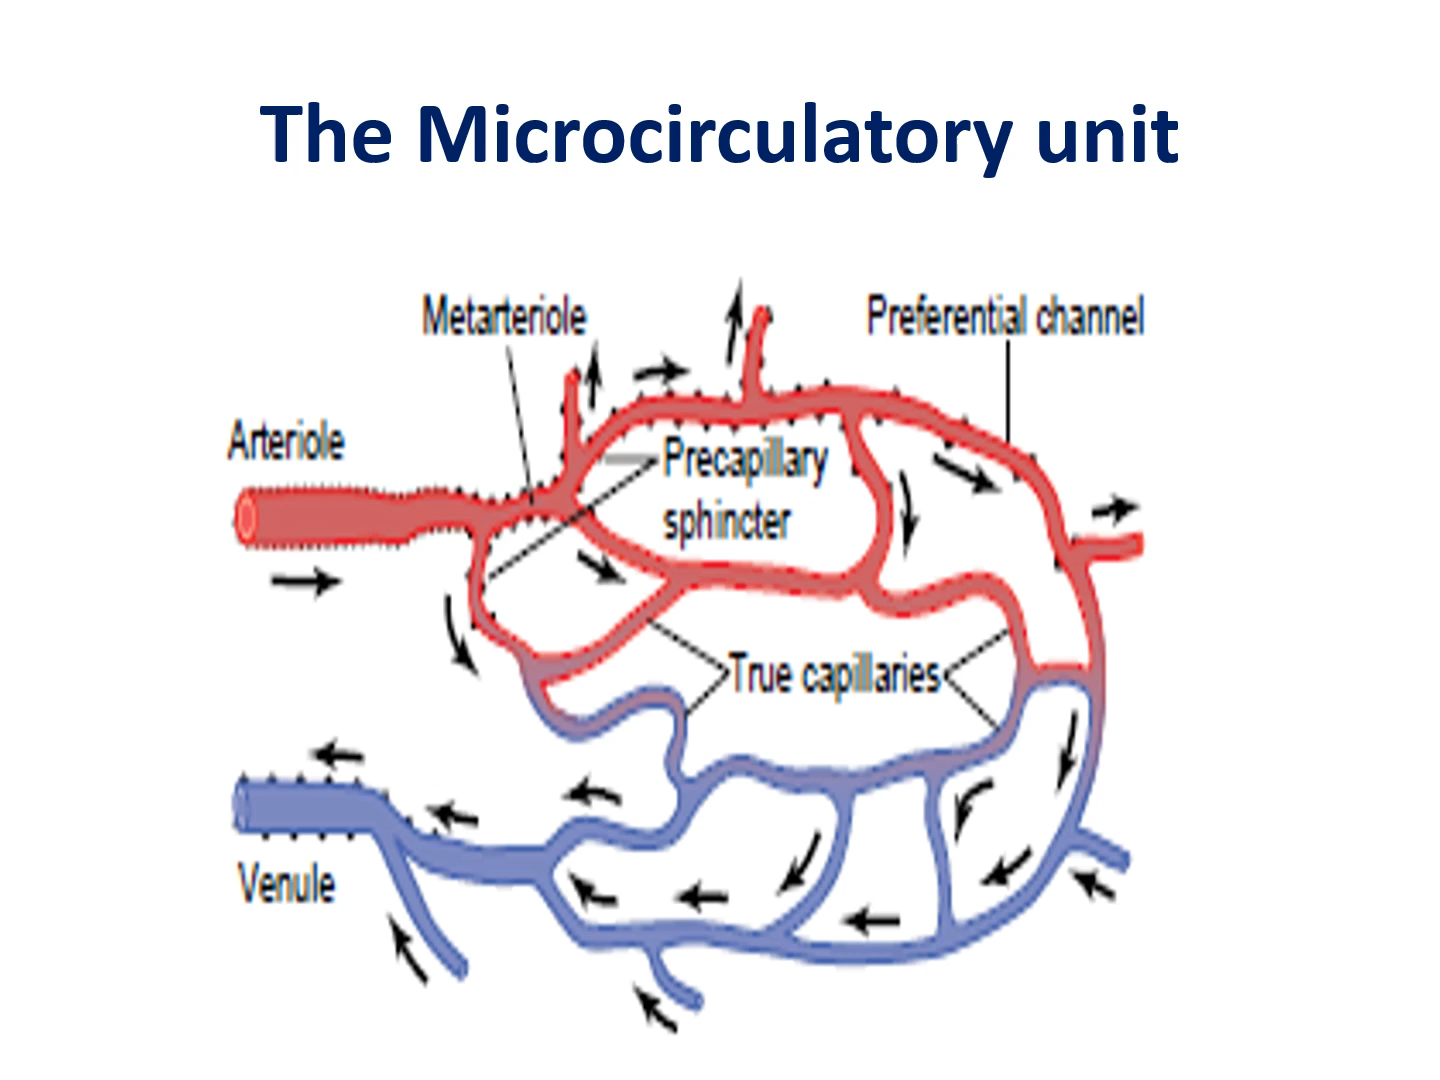 The Microcirculatory unit
Metarteriole
Preferential channel
Arteriole
Precapillary
sphincter
True capillaries
Venule